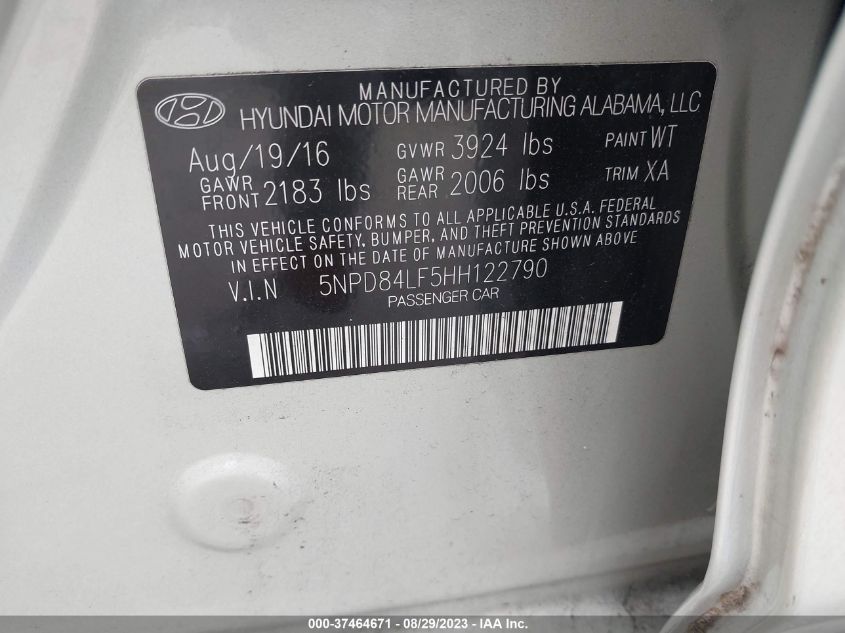 MANUFACTURED BY
HYUNDAI MOTOR MANUFACTURING ALABAMA, LLC
Aug/19/16 GVWR 3924 lbs PAINT WT
GAWR FRONT 2183 lbs GAWR REAR 2006 lbs TRIM XA
THIS VEHICLE CONFORMS TO ALL APPLICABLE U.S.A. FEDERAL
MOTOR VEHICLE SAFETY, BUMPER, AND THEFT PREVENTION STANDARDS
IN EFFECT ON THE DATE OF MANUFACTURE SHOWN ABOVE
V.I.N 5NPD84LF5HH122790
PASSENGER CAR
000-37464671 - 08/29/2023 - IAA Inc.